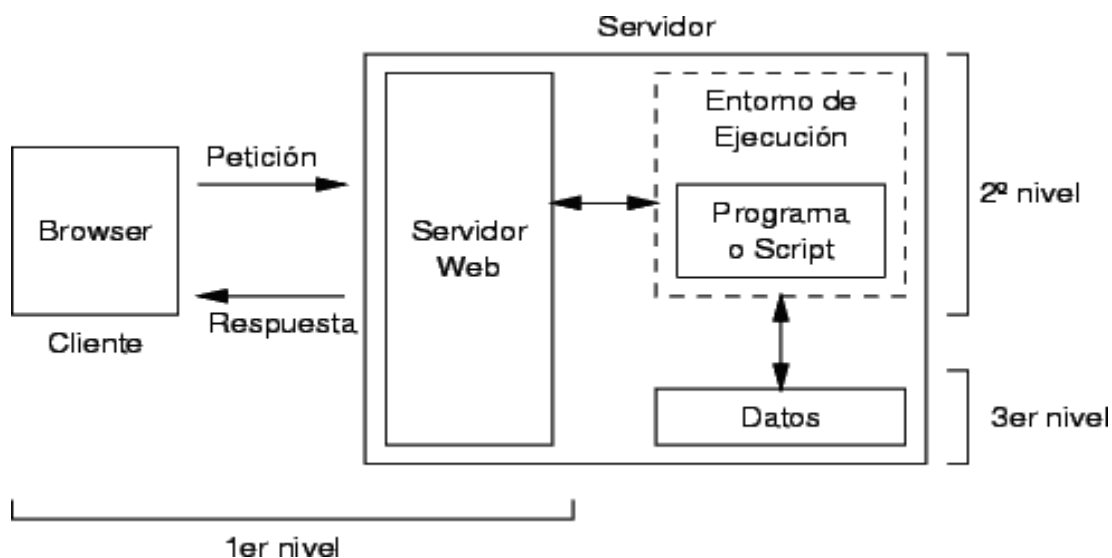 Servidor
Entorno de
Ejecución
Petición
Programa
o Script
2º nivel
Browser
Servidor
Web
Respuesta
Cliente
Datos
3er nivel
1er nivel